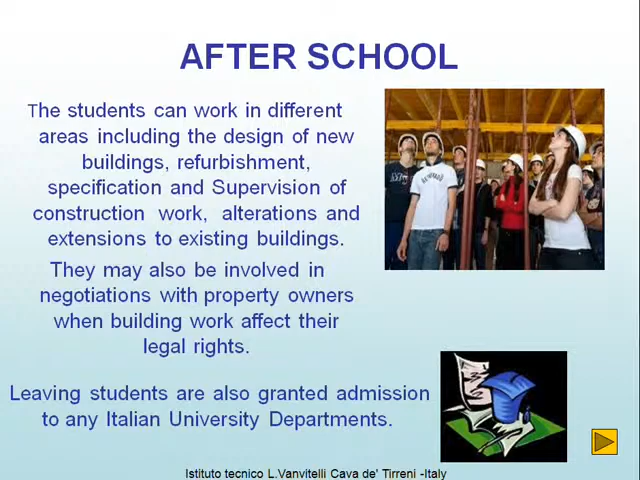 AFTER SCHOOL
The students can work in different
areas including the design of new
buildings, refurbishment,
specification and Supervision of
construction work, alterations and
extensions to existing buildings.
They may also be involved in
negotiations with property owners
when building work affect their
legal rights.
Leaving students are also granted admission
to any Italian University Departments.
Istituto tecnico L.Vanvitelli Cava de' Tirreni -Italy